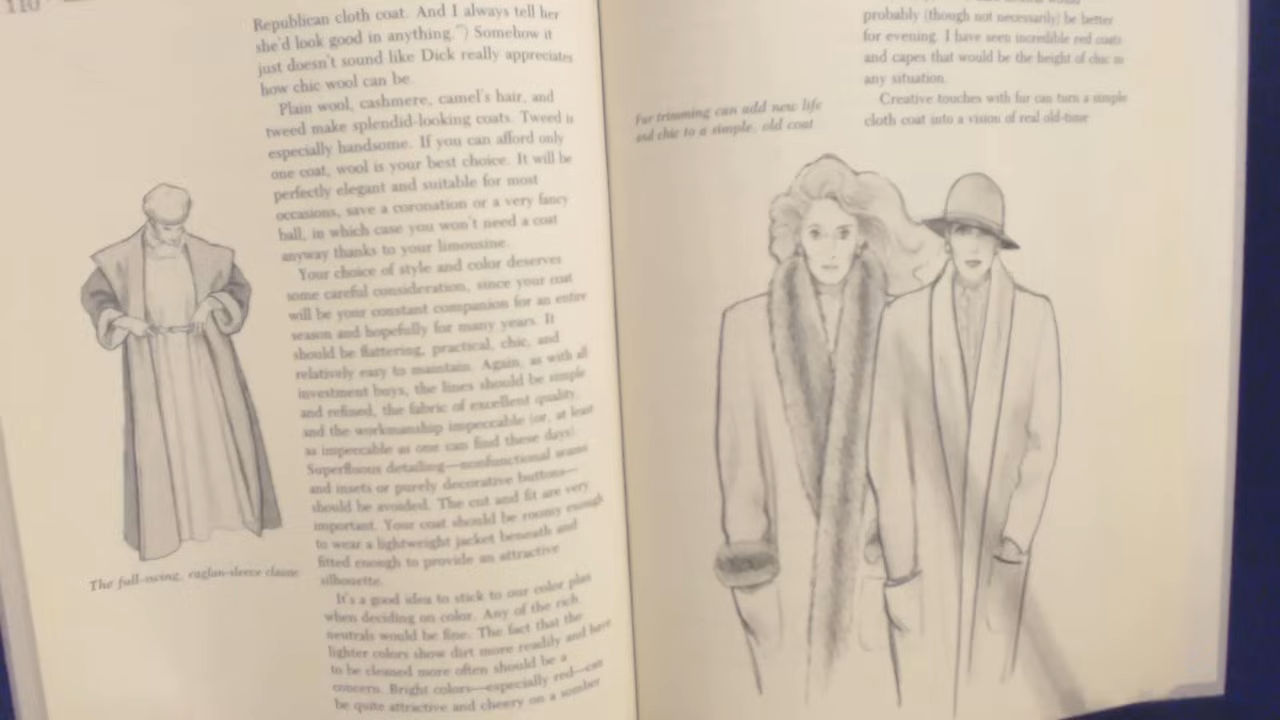 110
Republican cloth coat. And I always tell her
she'd look good in anything.") Somehow it
just doesn't sound like Dick really appreciates
how chic wool can be.
Plain wool, cashmere, camel's hair, and
tweed make splendid-looking coats. Tweed is
especially handsome. If you can afford only
one coat, wool is your best choice. It will be
perfectly elegant and suitable for most
occasions, save a coronation or a very fancy
ball, in which case you won't need a coat
anyway thanks to your limousine.
Your choice of style and color deserves
some careful consideration, since your coat
will be your constant companion for an entire
season and hopefully for many years. It
should be flattering, practical, chic, and
relatively easy to maintain. Again, as with all
investment buys, the lines should be simple
and refined, the fabric of excellent quality,
and the workmanship impeccable (or, at least
as impeccable as one can find these days).
Superfluous detailing—nonfunctional seams
and insets or purely decorative buttons—
should be avoided. The cut and fit are very
important. Your coat should be roomy enough
to wear a lightweight jacket beneath and
fitted enough to provide an attractive
silhouette.
It's a good idea to stick to our color plan
when deciding on color. Any of the rich
neutrals would be fine. The fact that the
lighter colors show dirt more readily and have
to be cleaned more often should be a
concern. Bright colors—especially red—can
be quite attractive and cheery on a somber
The full-swing, raglan-sleeve classic
probably (though not necessarily) be better
for evening. I have seen incredible red coats
and capes that would be the height of chic in
any situation.
Creative touches with fur can turn a simple
cloth coat into a vision of real old-time
Fur trimming can add new life
and chic to a simple, old coat